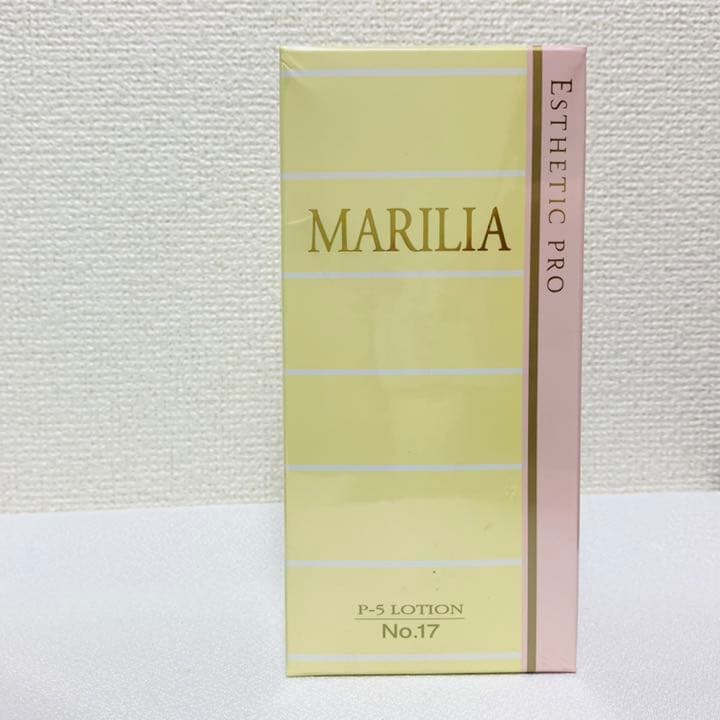 MARILIA
ESTHETIC PRO
P-5 LOTION
No.17